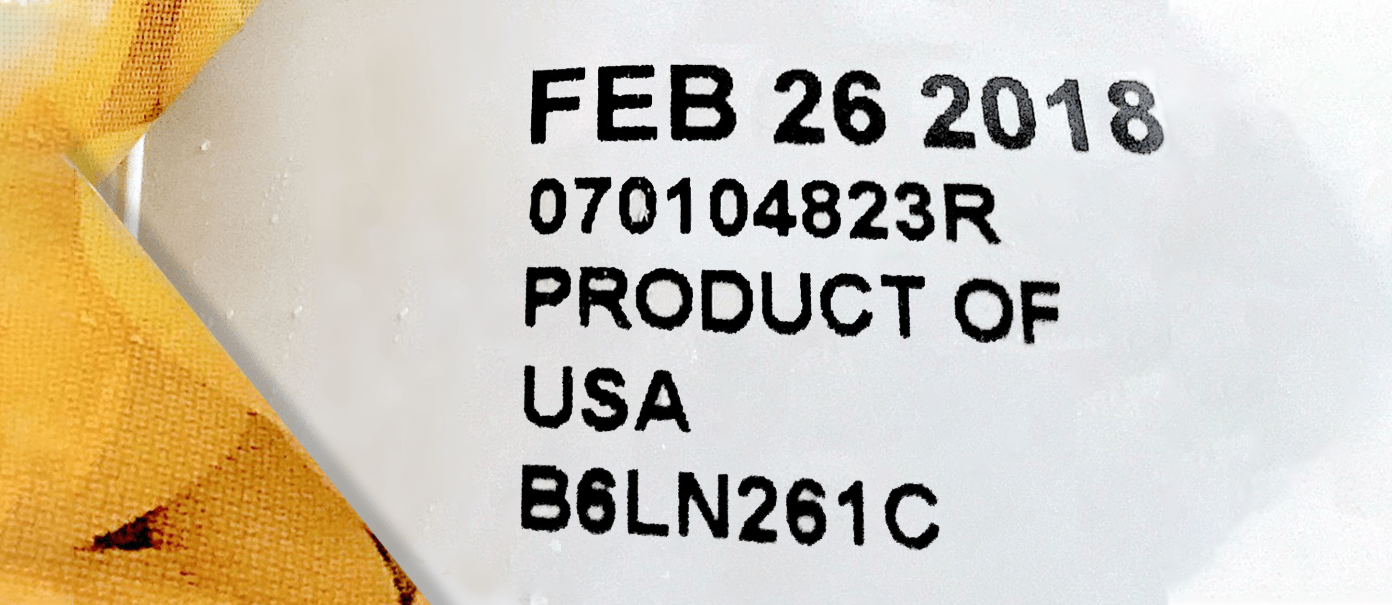 FEB 26 2018
070104823R
PRODUCT OF
USA
B6LN261C